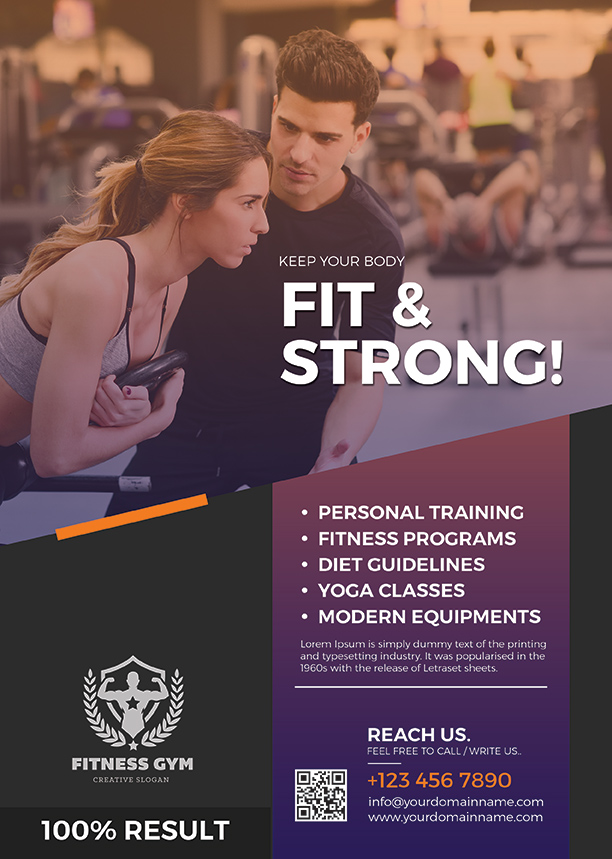 KEEP YOUR BODY
FIT &
STRONG!
• PERSONAL TRAINING
• FITNESS PROGRAMS
• DIET GUIDELINES
• YOGA CLASSES
• MODERN EQUIPMENTS
Lorem Ipsum is simply dummy text of the printing
and typesetting industry. It was popularised in the
1960s with the release of Letraset sheets.
FITNESS GYM
CREATIVE SLOGAN
100% RESULT
REACH US.
FEEL FREE TO CALL / WRITE US..
+123 456 7890
info@yourdomainname.com
www.yourdomainname.com